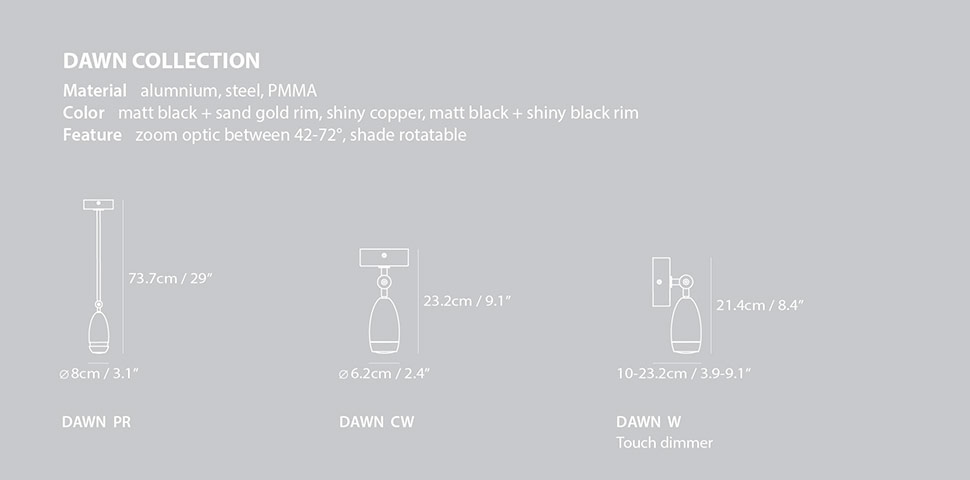 DAWN COLLECTION
Material alumnium, steel, PMMA
Color matt black + sand gold rim, shiny copper, matt black + shiny black rim
Feature zoom optic between 42-72°, shade rotatable
73.7cm / 29”
⌀8cm / 3.1”
DAWN PR
23.2cm / 9.1”
⌀6.2cm / 2.4”
DAWN CW
21.4cm / 8.4”
10-23.2cm / 3.9-9.1”
DAWN W
Touch dimmer